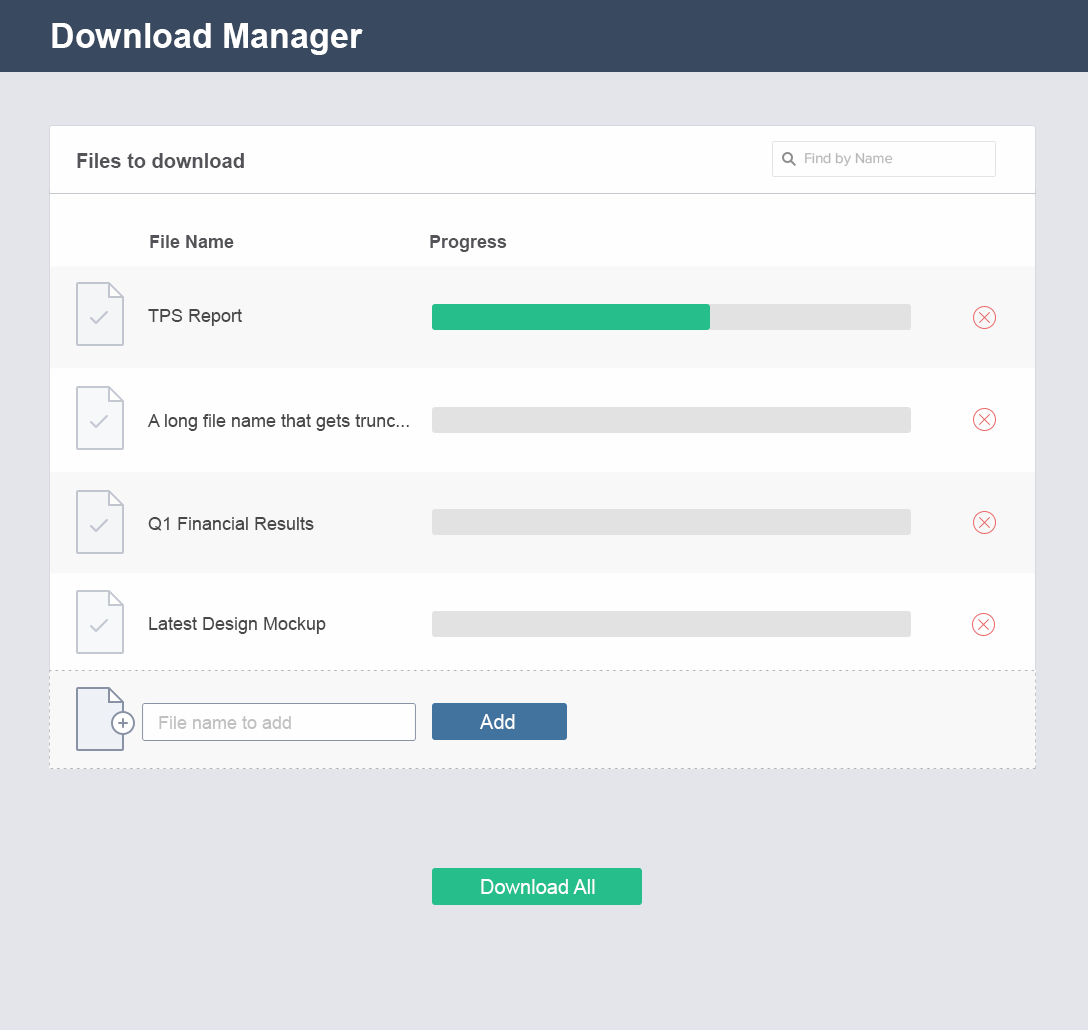 Download Manager
Files to download
Find by Name
File Name Progress
TPS Report
A long file name that gets trunc...
Q1 Financial Results
Latest Design Mockup
File name to add Add
Download All